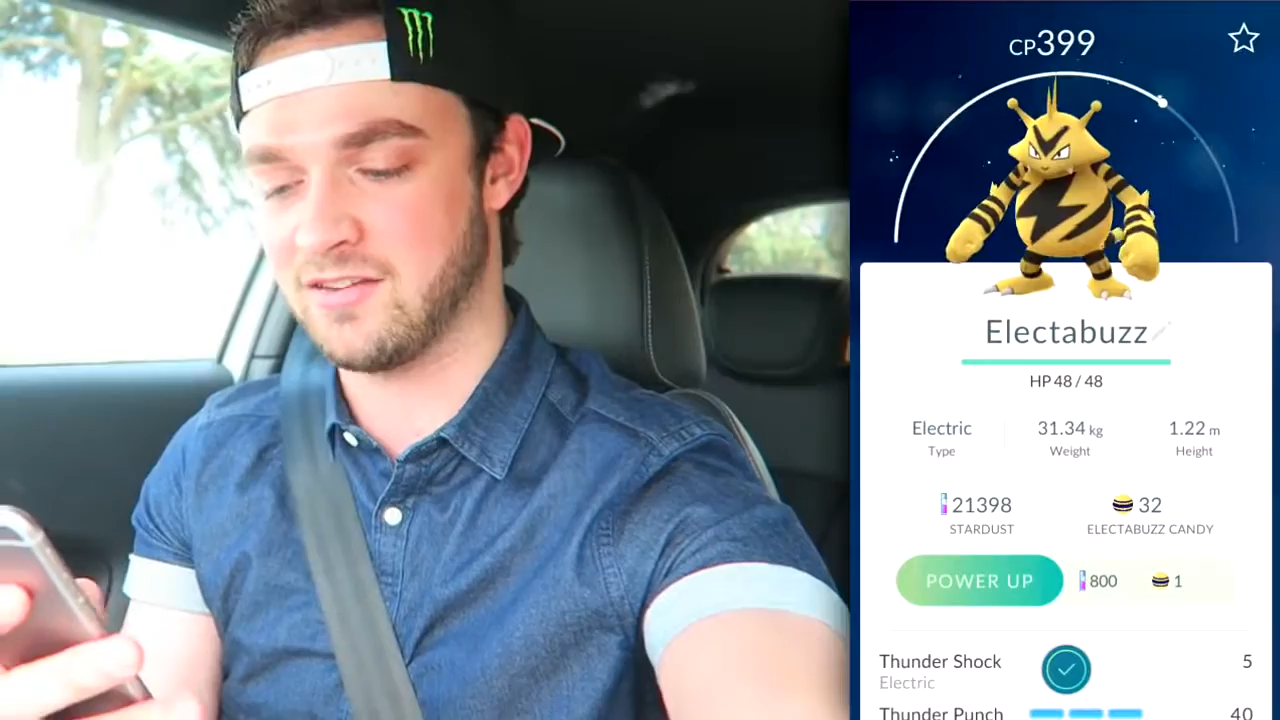 CP399
Electabuzz
HP 48 / 48
Electric
Type
31.34 kg
Weight
1.22 m
Height
21398
STARDUST
32
ELECTABUZZ CANDY
POWER UP
800
1
Thunder Shock
5
Electric
Thunder Punch
40